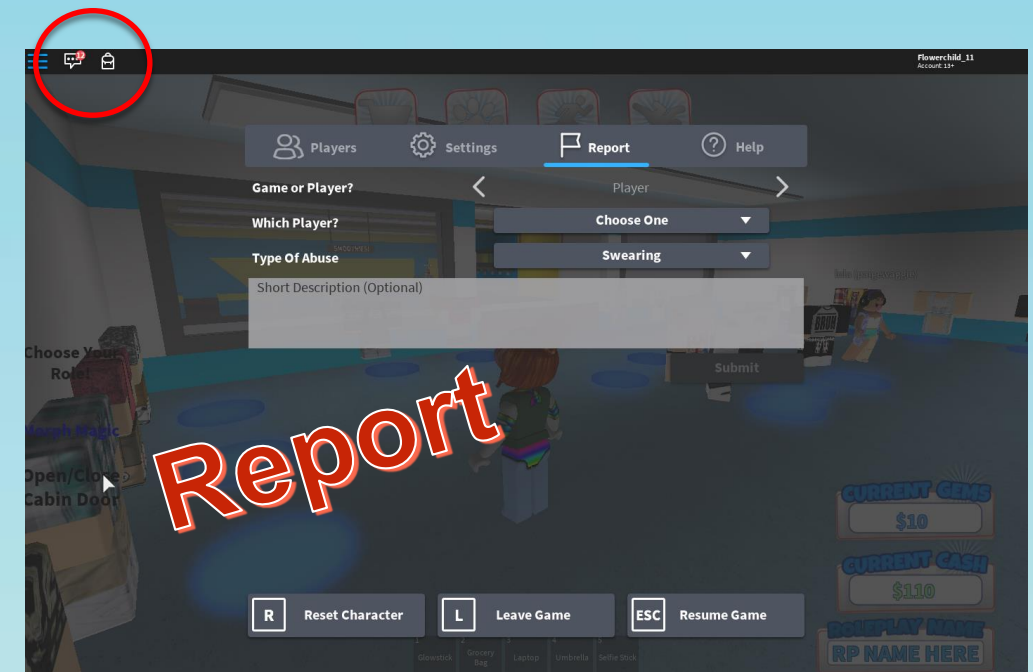 12
Flowerchild_11
Account: 13+
Players
Settings
Report
Help
Game or Player?
Player
Which Player?
Choose One
Type Of Abuse
Swearing
Short Description (Optional)
BRUH
Choose Your
Role!
Submit
Morph Magic
Open/Close
Cabin Door
Report
CURRENT GEMS
$10
CURRENT CASH
$110
R Reset Character
L Leave Game
ESC Resume Game
ROLEPLAY NAME
RP NAME HERE
Glowstick
Grocery
Bag
Laptop
Umbrella
Selfie Stick